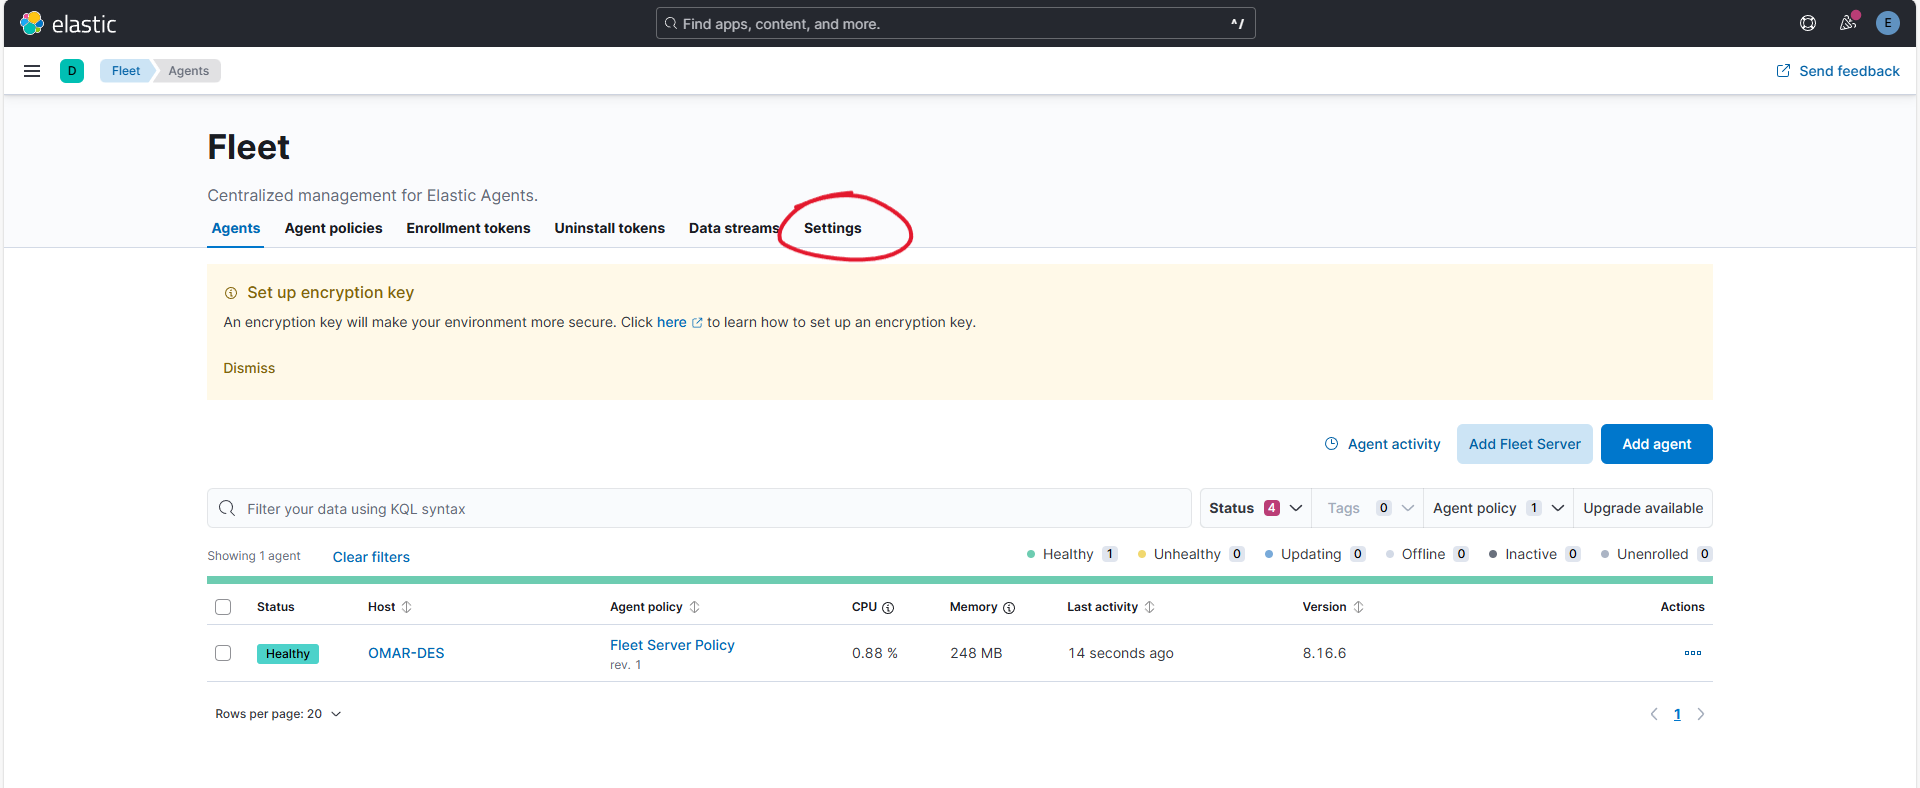 elastic
Find apps, content, and more.
^/
E
D
Fleet
Agents
Send feedback
Fleet
Centralized management for Elastic Agents.
Agents Agent policies Enrollment tokens Uninstall tokens Data streams Settings
Set up encryption key
An encryption key will make your environment more secure. Click here to learn how to set up an encryption key.
Dismiss
Agent activity Add Fleet Server Add agent
Filter your data using KQL syntax
Status 4 Tags 0 Agent policy 1 Upgrade available
Showing 1 agent Clear filters Healthy 1 Unhealthy 0 Updating 0 Offline 0 Inactive 0 Unenrolled 0
Status Host Agent policy CPU Memory Last activity Version Actions
Healthy OMAR-DES Fleet Server Policy 0.88 % 248 MB 14 seconds ago 8.16.6
rev. 1
Rows per page: 20 1